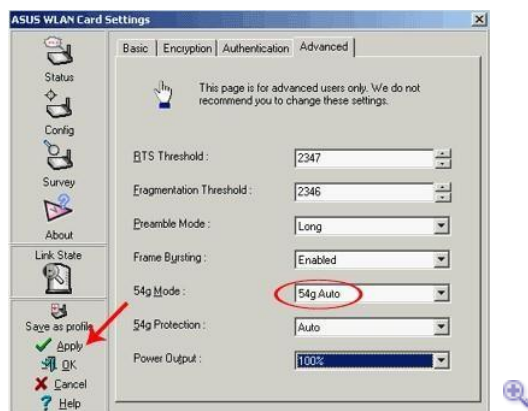 ASUS WLAN Card Settings
Status
Config
Survey
About
Link State
Save as profile
Apply
OK
Cancel
Help
Basic
Encryption
Authentication
Advanced
This page is for advanced users only. We do not
recommend you to change these settings.
RTS Threshold :
2347
Fragmentation Threshold :
2346
Preamble Mode :
Long
Frame Bursting :
Enabled
54g Mode :
54g Auto
54g Protection :
Auto
Power Output :
100%